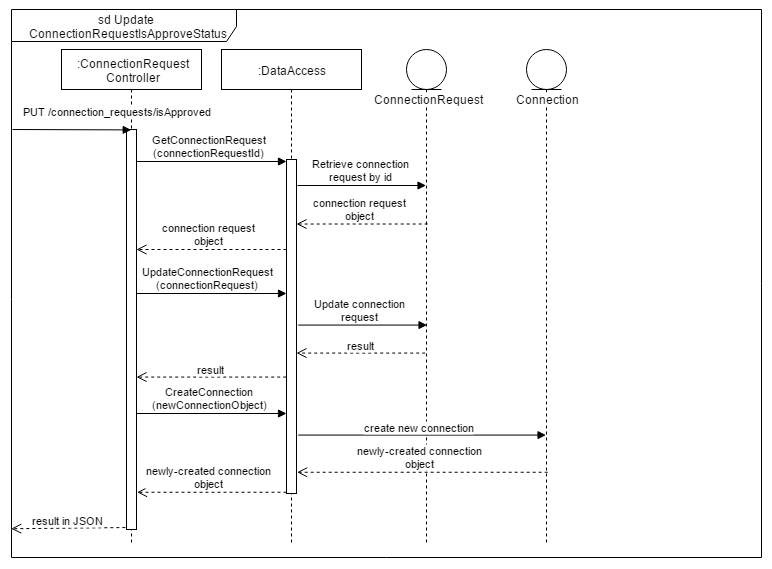 sd Update
ConnectionRequestIsApproveStatus
:ConnectionRequest
Controller
:DataAccess
ConnectionRequest
Connection
PUT /connection_requests/isApproved
GetConnectionRequest
(connectionRequestId)
Retrieve connection
request by id
connection request
object
connection request
object
UpdateConnectionRequest
(connectionRequest)
Update connection
request
result
result
CreateConnection
(newConnectionObject)
create new connection
newly-created connection
object
newly-created connection
object
result in JSON